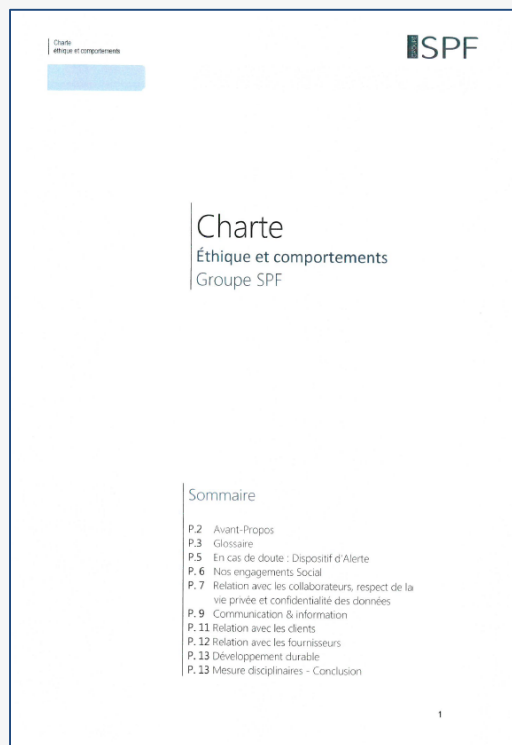 Charte
éthique et comportements
GROUPE SPF
Charte
Éthique et comportements
Groupe SPF
Sommaire
P.2 Avant-Propos
P.3 Glossaire
P.5 En cas de doute : Dispositif d'Alerte
P. 6 Nos engagements Social
P. 7 Relation avec les collaborateurs, respect de la
vie privée et confidentialité des données
P. 9 Communication & information
P. 11 Relation avec les clients
P. 12 Relation avec les fournisseurs
P. 13 Développement durable
P. 13 Mesure disciplinaires - Conclusion
1